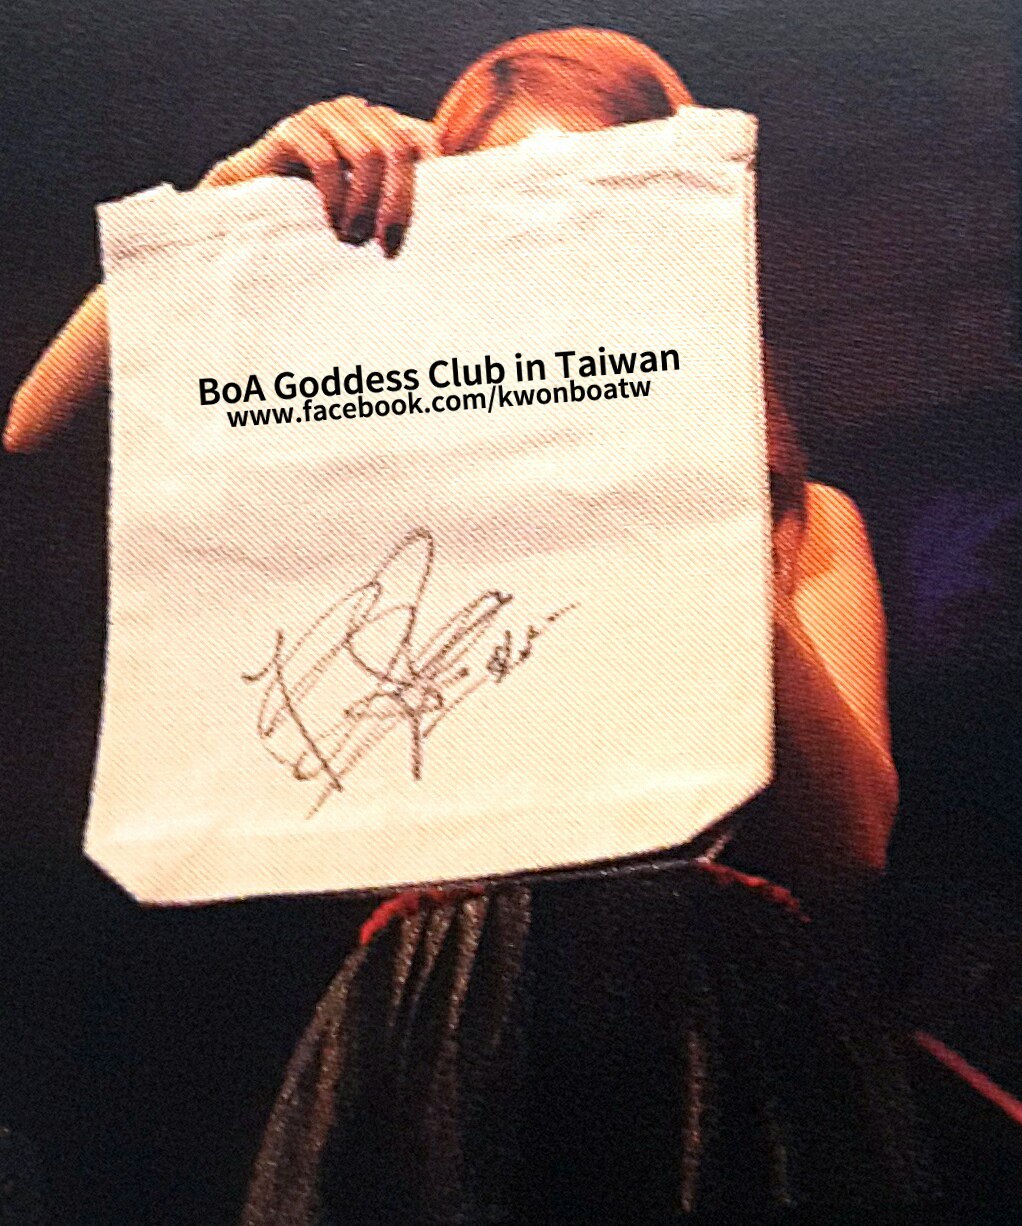 BoA Goddess Club in Taiwan
www.facebook.com/kwonboatw